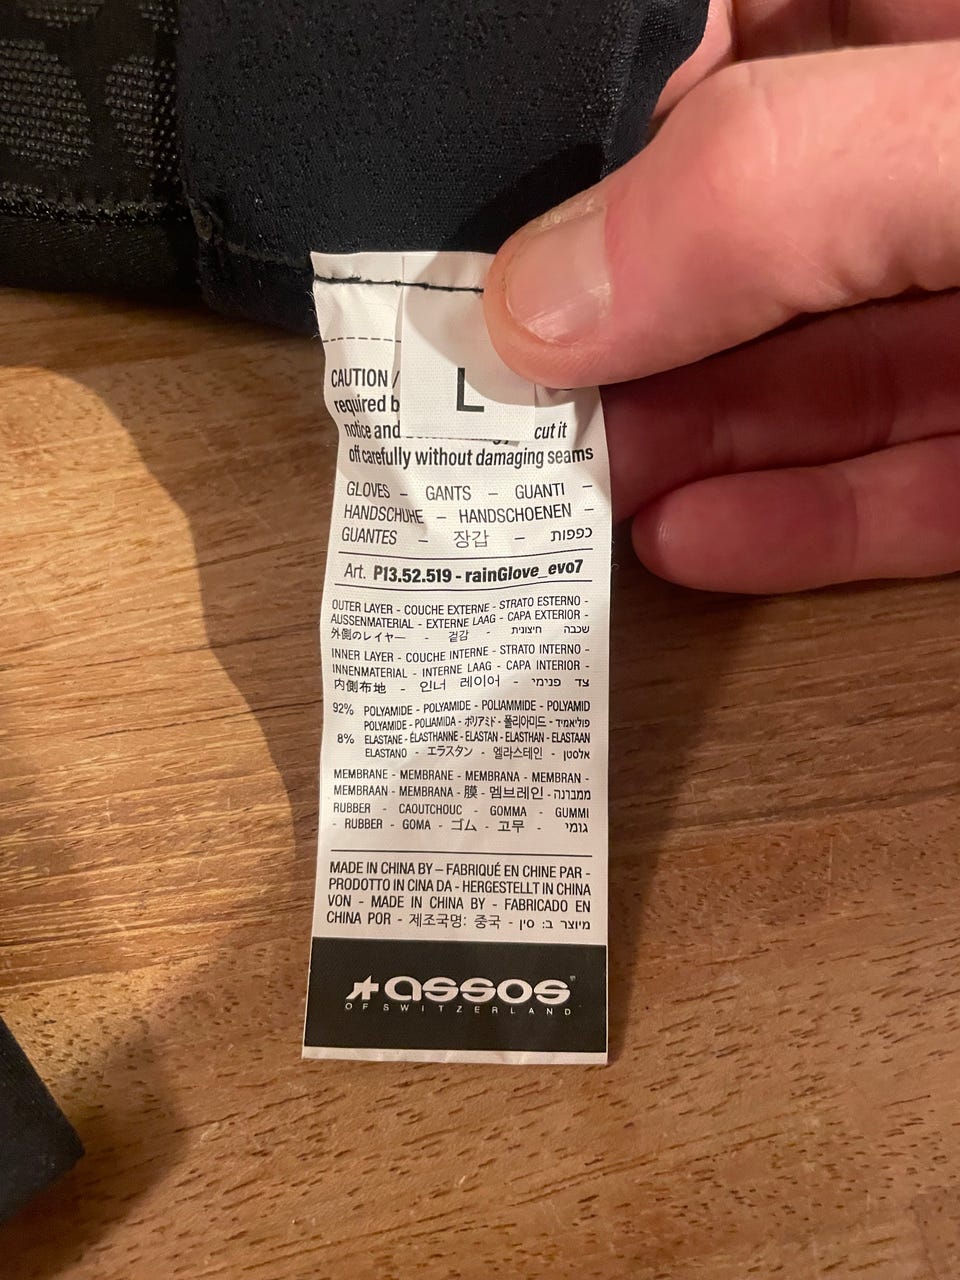 L
CAUTION /
required b
notice and cut it
off carefully without damaging seams
GLOVES – GANTS – GUANTI –
HANDSCHUHE – HANDSCHOENEN –
GUANTES – 장갑 – כפפות
Art. P13.52.519 - rainGlove_evo7
OUTER LAYER - COUCHE EXTERNE - STRATO ESTERNO -
AUSSENMATERIAL - EXTERNE LAAG - CAPA EXTERIOR -
外側のレイヤー - 겉감 - שכבה חיצונית
INNER LAYER - COUCHE INTERNE - STRATO INTERNO -
INNENMATERIAL - INTERNE LAAG - CAPA INTERIOR -
内側布地 - 인너 레이어 - צד פנימי
92% POLYAMIDE - POLYAMIDE - POLIAMMIDE - POLYAMID
POLYAMIDE - POLIAMIDA - ポリアミド - 폴리아미드 - פוליאמיד
8% ELASTANE - ÉLASTHANNE - ELASTAN - ELASTHAN - ELASTAAN
ELASTANO - エラスタン - 엘라스테인 - אלסטן
MEMBRANE - MEMBRANE - MEMBRANA - MEMBRAN -
MEMBRAAN - MEMBRANA - 膜 - 멤브레인 - ממברנה
RUBBER - CAOUTCHOUC - GOMMA - GUMMI
- RUBBER - GOMA - ゴム - 고무 - גומי
MADE IN CHINA BY – FABRIQUÉ EN CHINE PAR -
PRODOTTO IN CINA DA - HERGESTELLT IN CHINA
VON - MADE IN CHINA BY - FABRICADO EN
CHINA POR - 제조국명: 중국 - מיוצר ב: סין
assos
OF SWITZERLAND